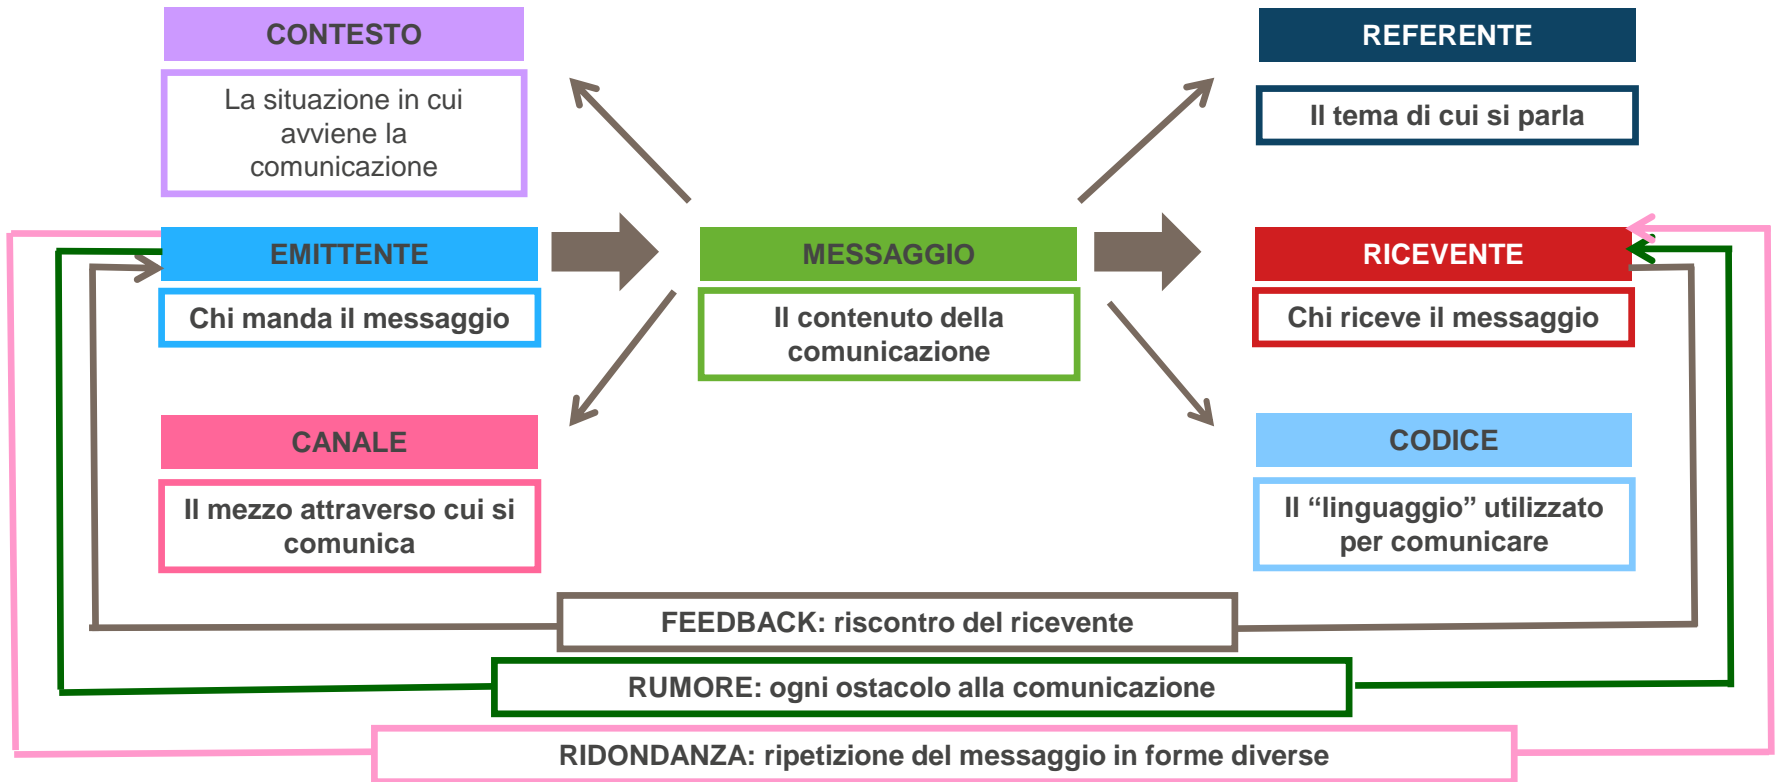 CONTESTO
La situazione in cui
avviene la
comunicazione
REFERENTE
Il tema di cui si parla
EMITTENTE
Chi manda il messaggio
MESSAGGIO
Il contenuto della
comunicazione
RICEVENTE
Chi riceve il messaggio
CANALE
Il mezzo attraverso cui si
comunica
CODICE
Il “linguaggio” utilizzato
per comunicare
FEEDBACK: riscontro del ricevente
RUMORE: ogni ostacolo alla comunicazione
RIDONDANZA: ripetizione del messaggio in forme diverse